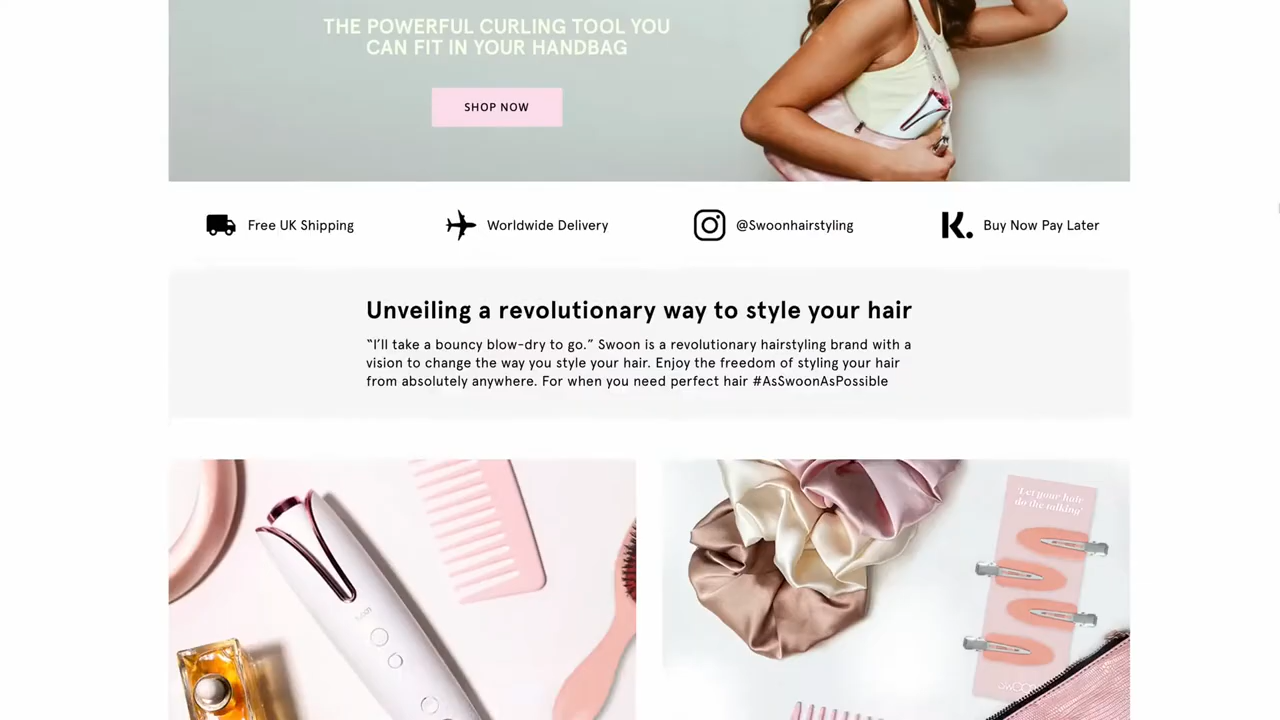 THE POWERFUL CURLING TOOL YOU
CAN FIT IN YOUR HANDBAG
SHOP NOW
Free UK Shipping
Worldwide Delivery
@Swoonhairstyling
K.
Buy Now Pay Later
Unveiling a revolutionary way to style your hair
“I’ll take a bouncy blow-dry to go.” Swoon is a revolutionary hairstyling brand with a
vision to change the way you style your hair. Enjoy the freedom of styling your hair
from absolutely anywhere. For when you need perfect hair #AsSwoonAsPossible
'Let your hair
do the talking'
SWOON